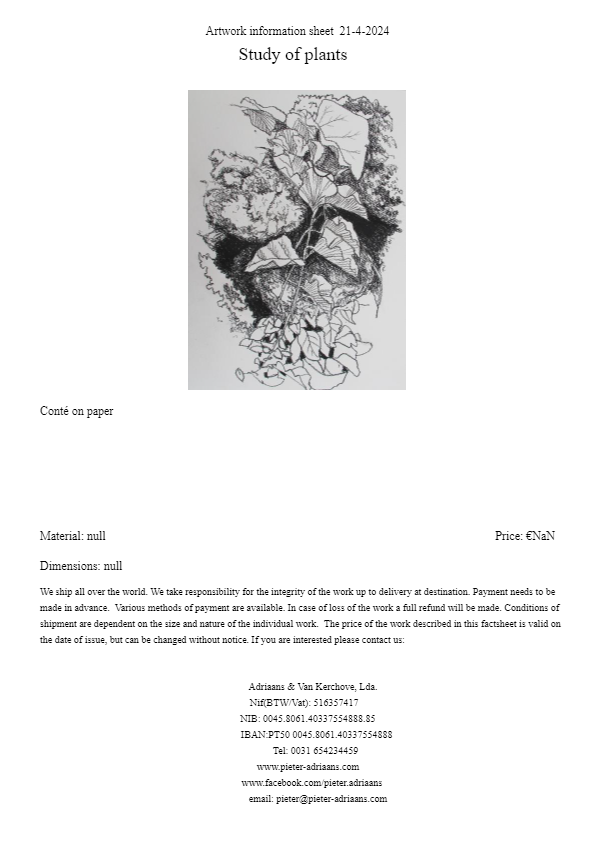 Artwork information sheet 21-4-2024
Study of plants
Conté on paper
Material: null
Price: €NaN
Dimensions: null
We ship all over the world. We take responsibility for the integrity of the work up to delivery at destination. Payment needs to be
made in advance. Various methods of payment are available. In case of loss of the work a full refund will be made. Conditions of
shipment are dependent on the size and nature of the individual work. The price of the work described in this factsheet is valid on
the date of issue, but can be changed without notice. If you are interested please contact us:
Adriaans & Van Kerchove, Lda.
Nif(BTW/Vat): 516357417
NIB: 0045.8061.40337554888.85
IBAN:PT50 0045.8061.40337554888
Tel: 0031 654234459
www.pieter-adriaans.com
www.facebook.com/pieter.adriaans
email: pieter@pieter-adriaans.com